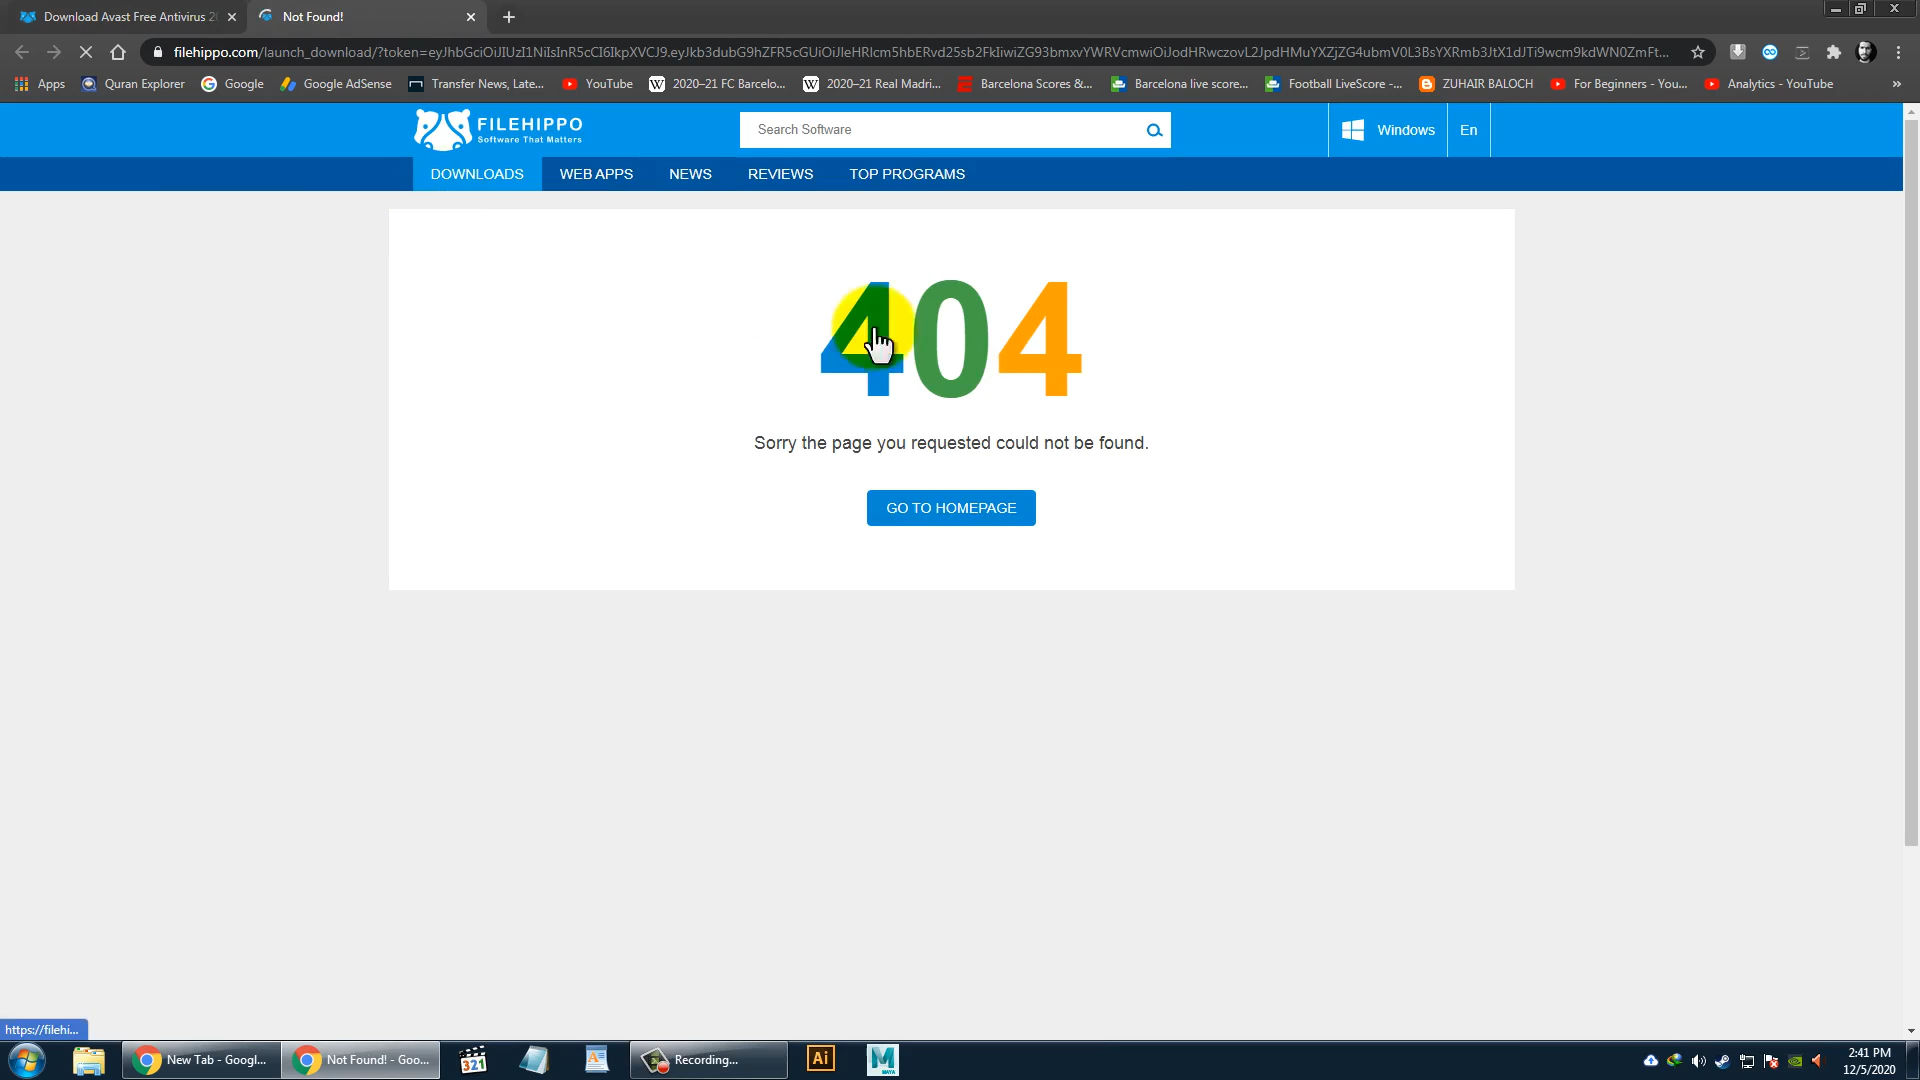 Download Avast Free Antivirus 2
Not Found!
filehippo.com/launch_download/?token=eyJhbGciOiJIUzI1NiIsInR5cCI6IkpXVCJ9.eyJkb3dubG9hZFR5cGUiOiJleHRlcm5hbERvd25sb2FkIiwiZG93bmxvYWRVcmwiOiJodHRwczovL2JpdHMuYXZjZG4ubmV0L3BsYXRmb3JtX1dJTi9wcm9kdWN0ZmFt...
Apps Quran Explorer Google Google AdSense Transfer News, Late... YouTube 2020–21 FC Barcelo... 2020–21 Real Madri... Barcelona Scores &... Barcelona live score... Football LiveScore -... ZUHAIR BALOCH For Beginners - You... Analytics - YouTube »
FILEHIPPO
Software That Matters
Search Software
Windows
En
DOWNLOADS WEB APPS NEWS REVIEWS TOP PROGRAMS
404
Sorry the page you requested could not be found.
GO TO HOMEPAGE
https://filehi...
New Tab - Googl...
Not Found! - Goo...
321
Recording...
Ai
MAYA
2:41 PM
12/5/2020